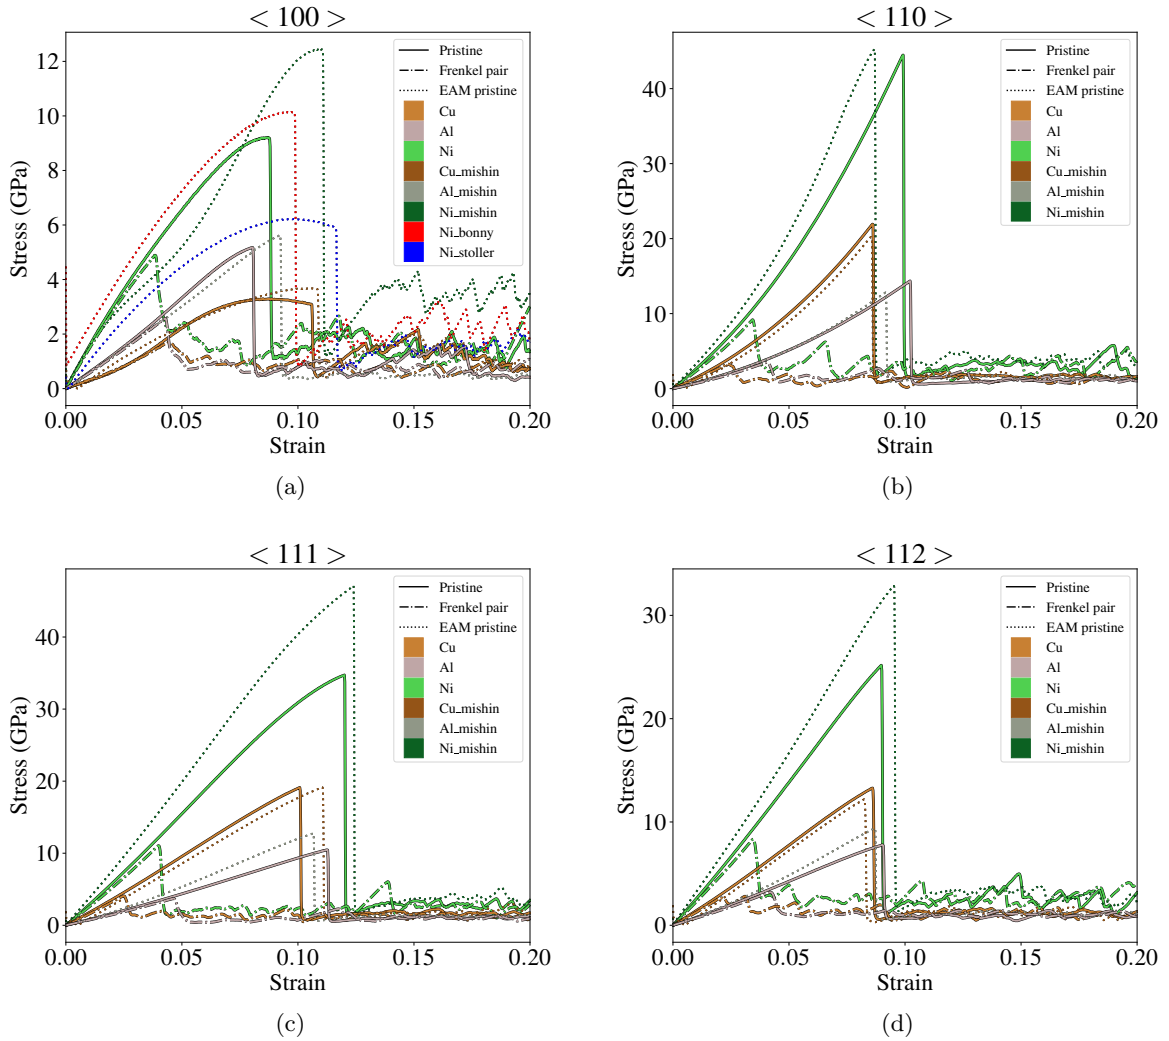 < 100 >
12
10
8
6
4
2
0
Stress (GPa)
Pristine
Frenkel pair
EAM pristine
Cu
Al
Ni
Cu_mishin
Al_mishin
Ni_mishin
Ni_bonny
Ni_stoller
0.00 0.05 0.10 0.15 0.20
Strain
(a)
< 110 >
40
30
20
10
0
Stress (GPa)
Pristine
Frenkel pair
EAM pristine
Cu
Al
Ni
Cu_mishin
Al_mishin
Ni_mishin
0.00 0.05 0.10 0.15 0.20
Strain
(b)
< 111 >
40
30
20
10
0
Stress (GPa)
Pristine
Frenkel pair
EAM pristine
Cu
Al
Ni
Cu_mishin
Al_mishin
Ni_mishin
0.00 0.05 0.10 0.15 0.20
Strain
(c)
< 112 >
30
20
10
0
Stress (GPa)
Pristine
Frenkel pair
EAM pristine
Cu
Al
Ni
Cu_mishin
Al_mishin
Ni_mishin
0.00 0.05 0.10 0.15 0.20
Strain
(d)